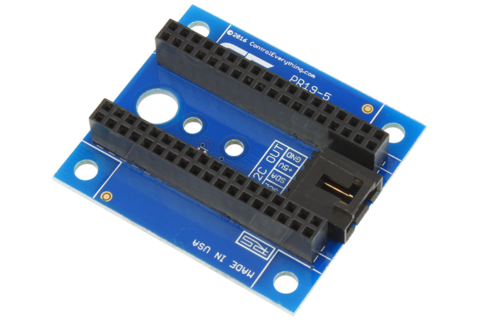 ©2016 ControlEverything.com
PR19-5
I2C OUT
GND
+5V
SDA
SCL
MADE IN USA